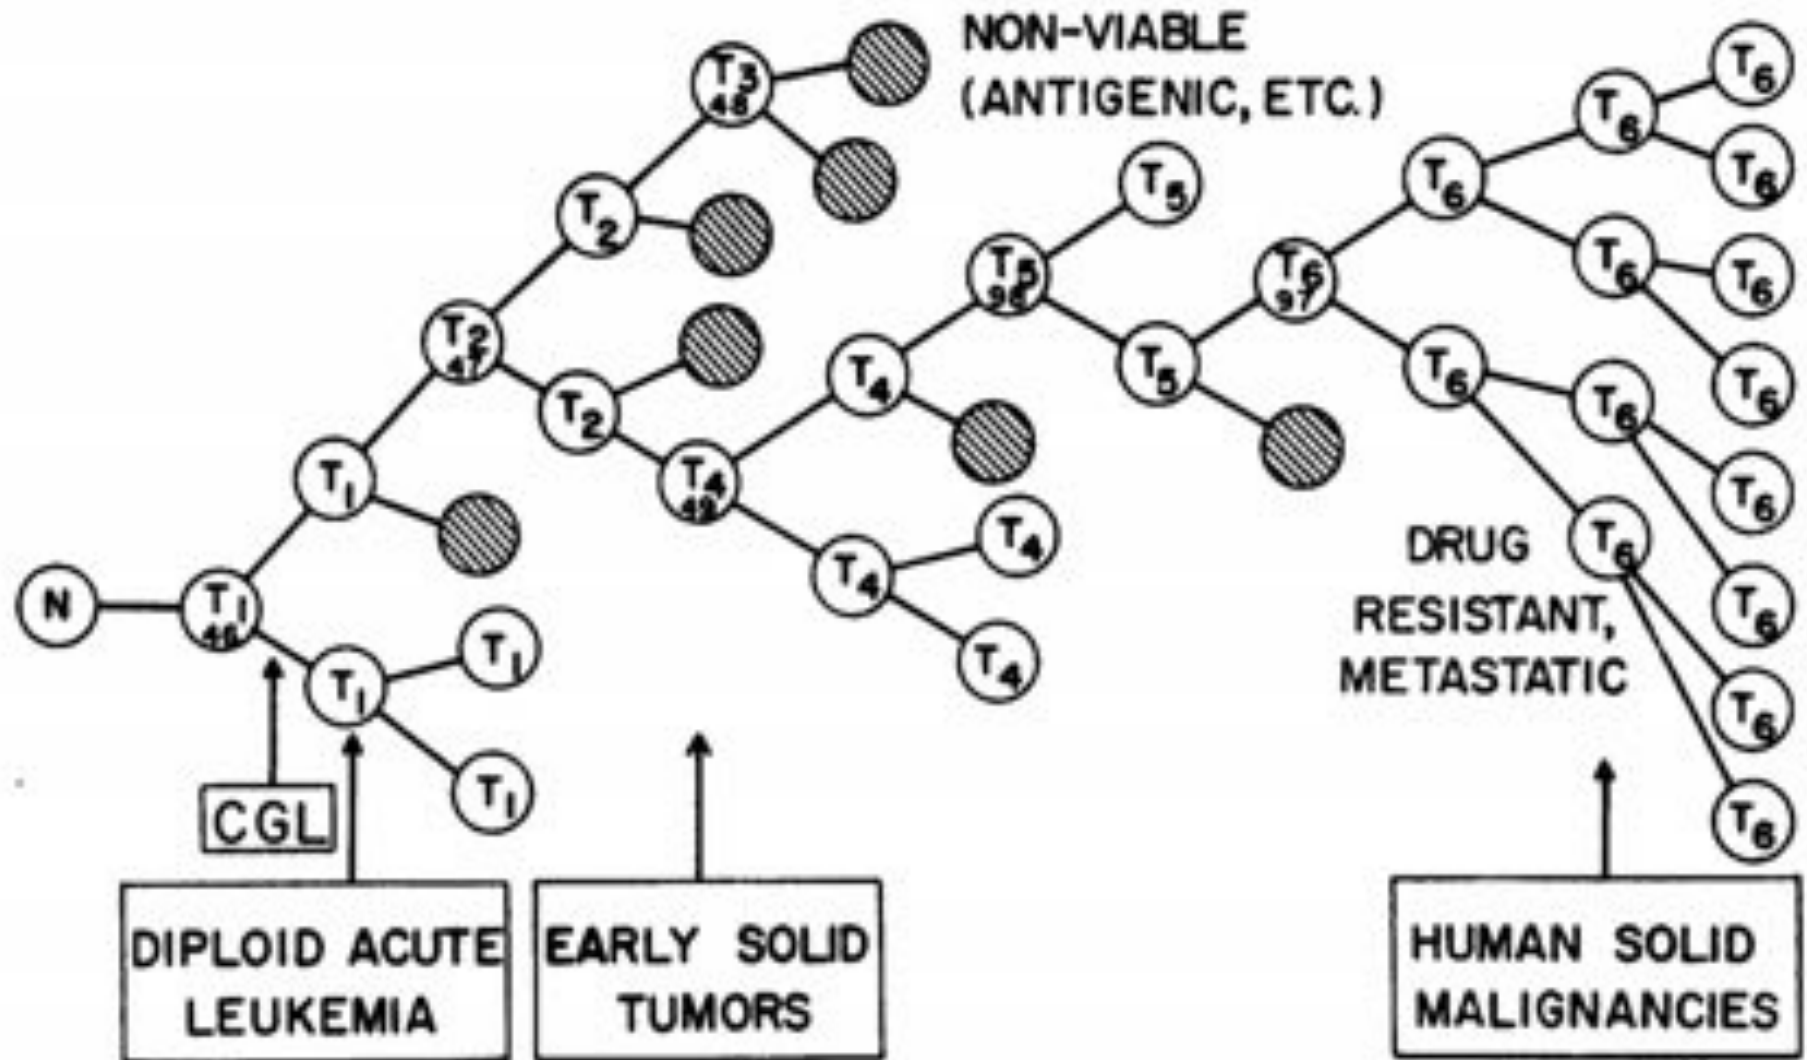 NON-VIABLE
(ANTIGENIC, ETC.)
T3
48
T6
T6
T6
T5
T6
T6
T2
T6
T6
T5
98
T6
97
T2
47
T4
T5
T6
T6
T6
T2
T1
T4
49
T6
N
T1
46
T4
T4
T6
DRUG
RESISTANT,
METASTATIC
T6
T1
T1
T4
T6
T1
T6
CGL
DIPLOID ACUTE
LEUKEMIA
EARLY SOLID
TUMORS
HUMAN SOLID
MALIGNANCIES